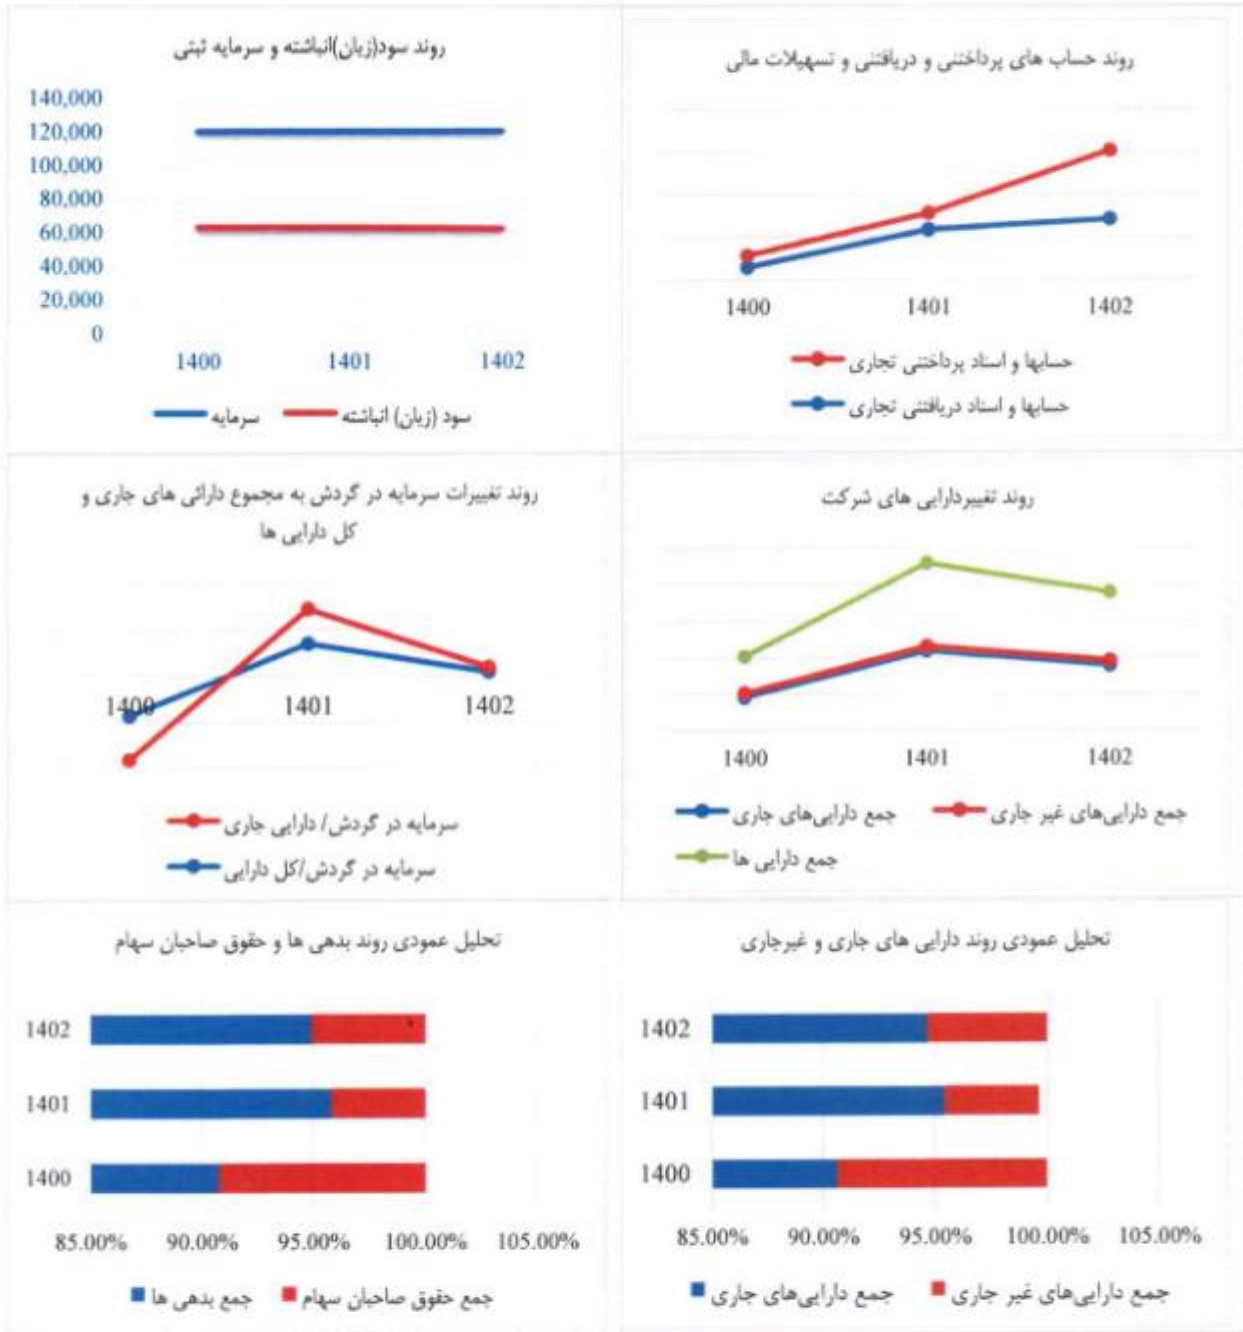 روند حساب های پرداختنی و دریافتنی و تسهیلات مالی
1400
1401
1402
حسابها و اسناد پرداختنی تجاری
حسابها و اسناد دریافتنی تجاری
روند سود(زیان)انباشته و سرمایه ثبتی
140,000
120,000
100,000
80,000
60,000
40,000
20,000
0
1400
1401
1402
سرمایه
سود (زیان) انباشته
روند تغییردارایی های شرکت
1400
1401
1402
جمع دارایی‌های جاری
جمع دارایی‌های غیر جاری
جمع دارایی ها
روند تغییرات سرمایه در گردش به مجموع دارائی های جاری و
کل دارایی ها
1400
1401
1402
سرمایه در گردش/ دارایی جاری
سرمایه در گردش/کل دارایی
تحلیل عمودی روند دارایی های جاری و غیرجاری
1402
1401
1400
85.00% 90.00% 95.00% 100.00% 105.00%
جمع دارایی‌های جاری
جمع دارایی‌های غیر جاری
تحلیل عمودی روند بدهی ها و حقوق صاحبان سهام
1402
1401
1400
85.00% 90.00% 95.00% 100.00% 105.00%
جمع بدهی ها
جمع حقوق صاحبان سهام